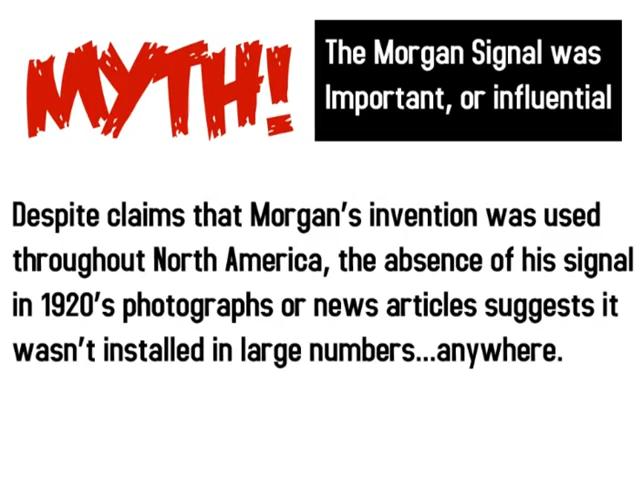 MYTH!
The Morgan Signal was
Important, or influential
Despite claims that Morgan's invention was used
throughout North America, the absence of his signal
in 1920's photographs or news articles suggests it
wasn't installed in large numbers...anywhere.